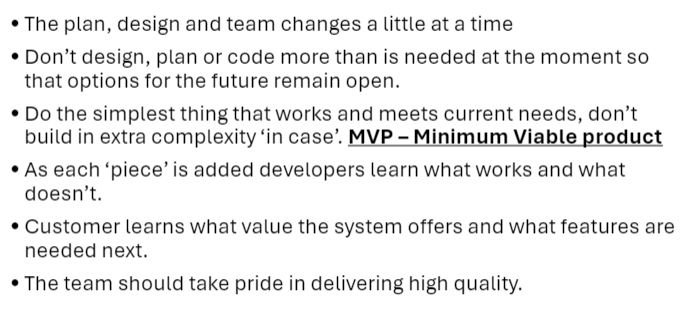 • The plan, design and team changes a little at a time
• Don’t design, plan or code more than is needed at the moment so
that options for the future remain open.
• Do the simplest thing that works and meets current needs, don’t
build in extra complexity ‘in case’. MVP – Minimum Viable product
• As each ‘piece’ is added developers learn what works and what
doesn’t.
• Customer learns what value the system offers and what features are
needed next.
• The team should take pride in delivering high quality.